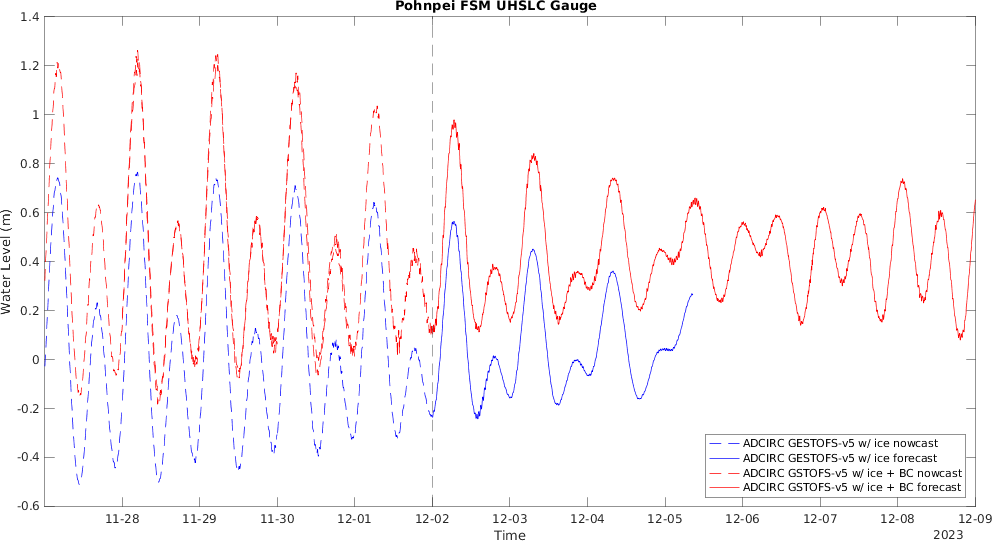 Pohnpei FSM UHSLC Gauge
1.4
1.2
1
0.8
0.6
0.4
0.2
0
-0.2
-0.4
-0.6
Water Level (m)
ADCIRC GESTOFS-v5 w/ ice nowcast
ADCIRC GESTOFS-v5 w/ ice forecast
ADCIRC GSTOFS-v5 w/ ice + BC nowcast
ADCIRC GSTOFS-v5 w/ ice + BC forecast
11-28 11-29 11-30 12-01 12-02 12-03 12-04 12-05 12-06 12-07 12-08 12-09
Time
2023